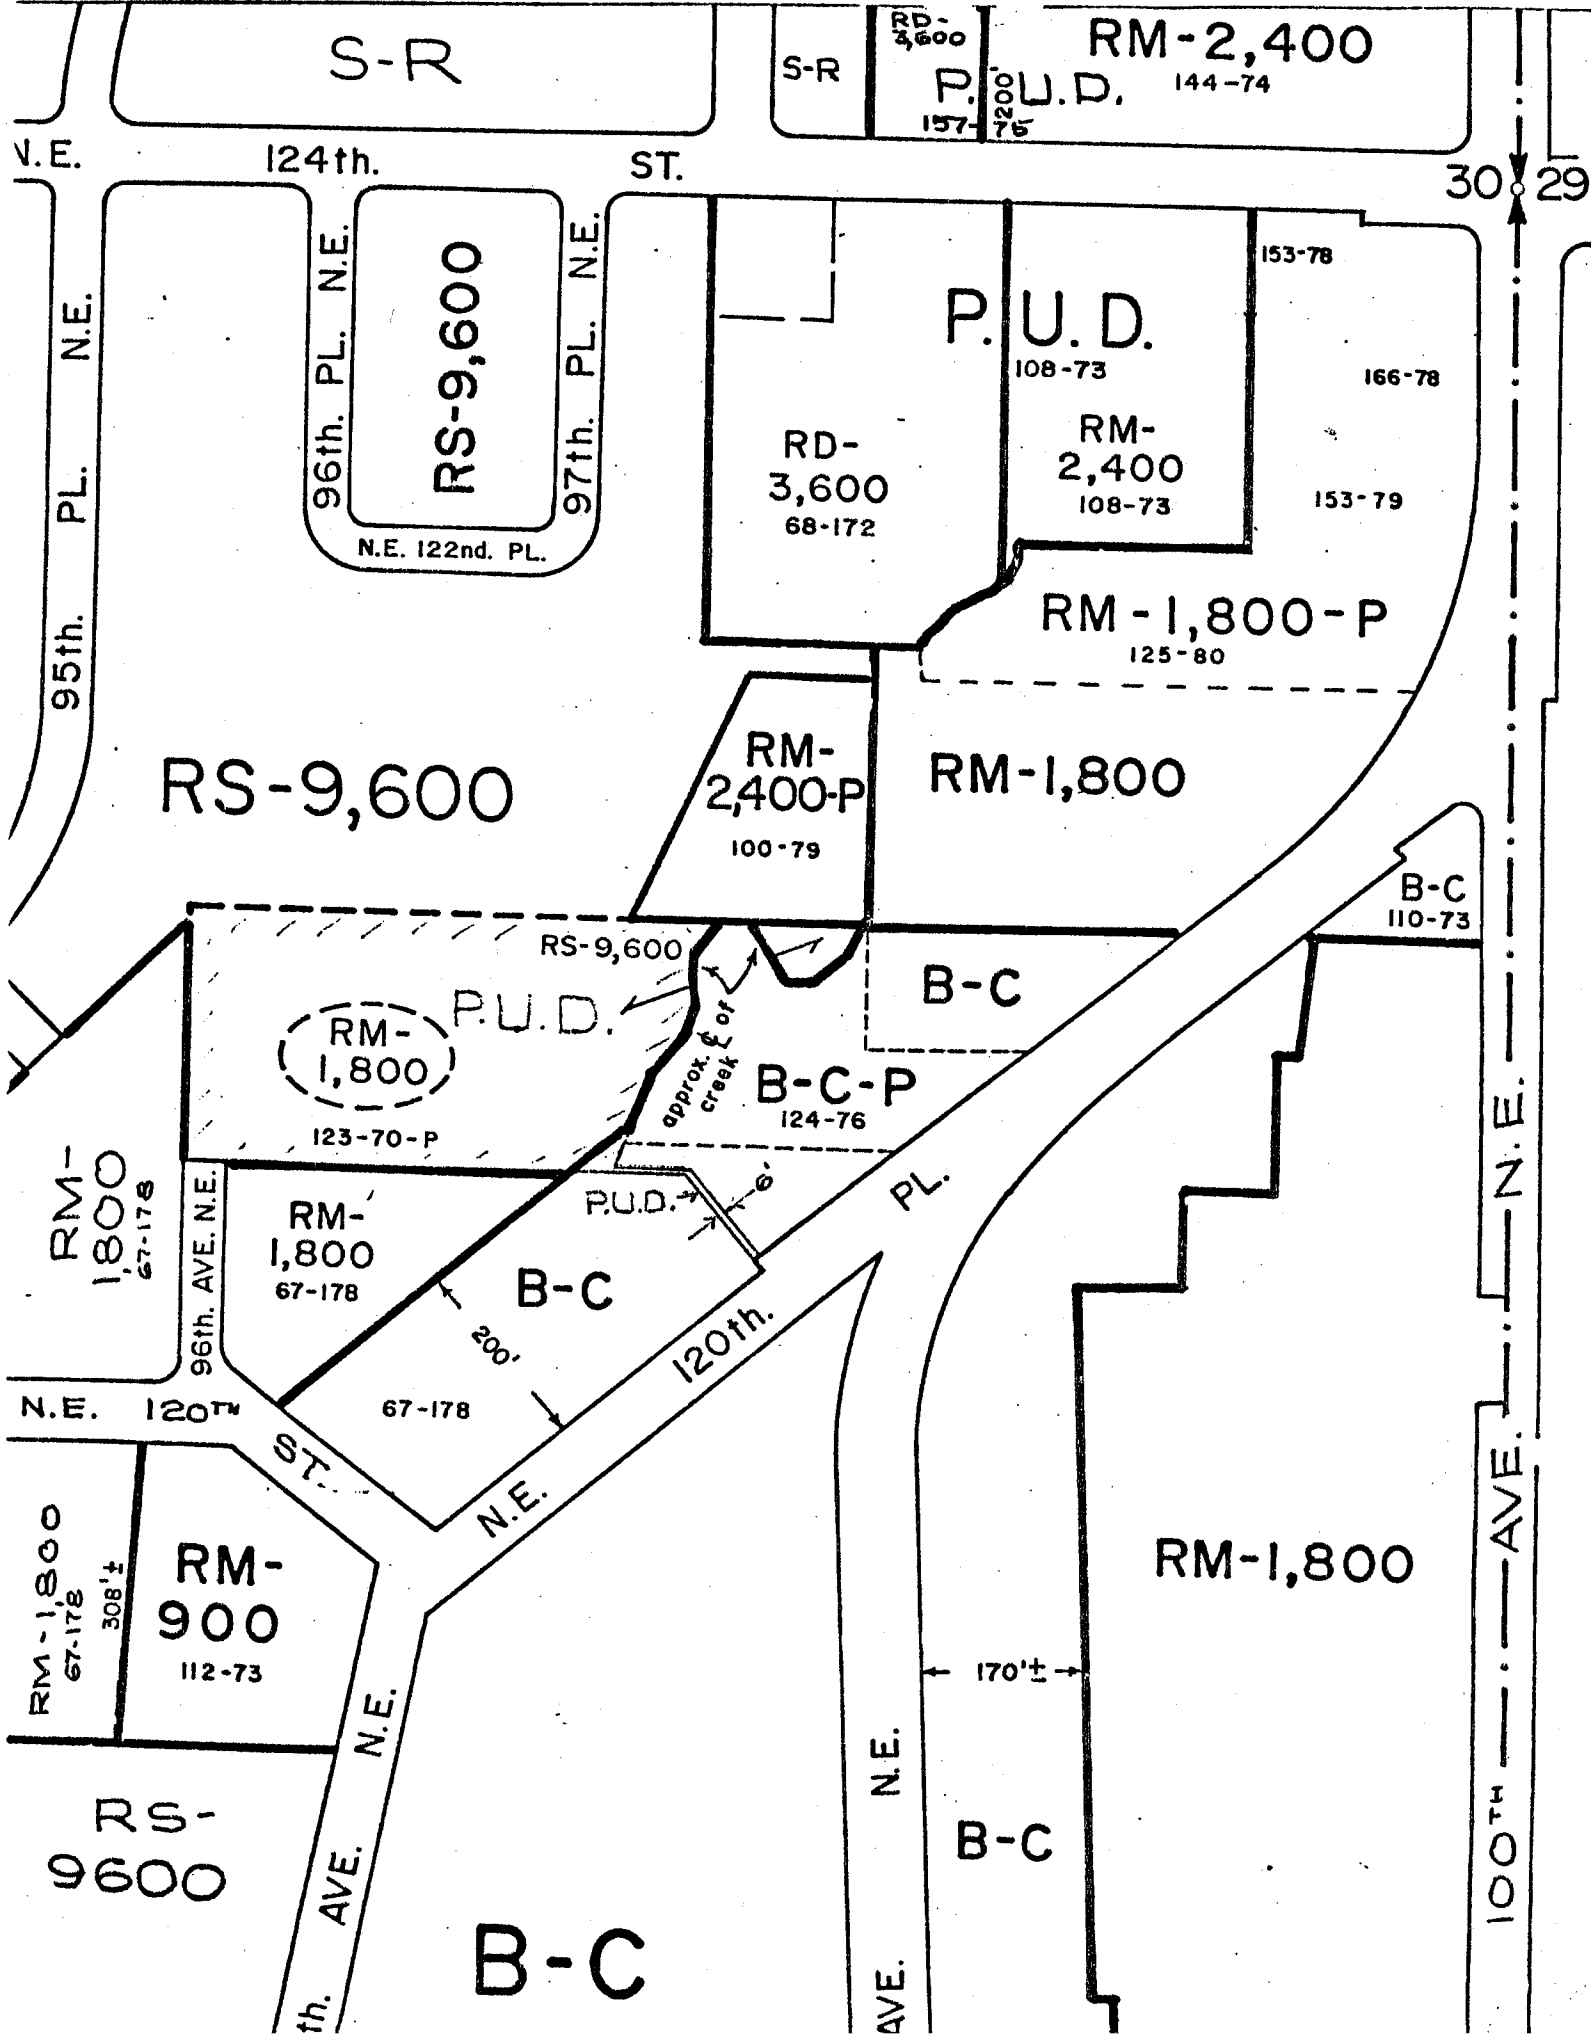 S-R
S-R
RD-
3,600
P.U.D.
200'
157-75
RM-2,400
144-74
N.E. 124th. ST.
30 29
95th. PL. N.E.
96th. PL. N.E.
RS-9,600
97th. PL. N.E.
N.E. 122nd. PL.
P.U.D.
108-73
RD-
3,600
68-172
RM-
2,400
108-73
153-78
166-78
153-79
RM-1,800-P
125-80
RS-9,600
RM-
2,400-P
100-79
RM-1,800
B-C
110-73
RS-9,600
P.U.D.
RM-
1,800
123-70-P
approx. ℄ of
creek
B-C
B-C-P
124-76
RM-
1,800
67-178
96th. AVE. N.E.
RM-
1,800
67-178
P.U.D.
6'
B-C
200'
67-178
N.E. 120th. PL.
N.E. 120TH ST.
RM-1,800
67-178
308'±
RM-
900
112-73
RS-
9600
th. AVE. N.E.
B-C
AVE. N.E.
170'±
B-C
RM-1,800
100TH AVE. N.E.